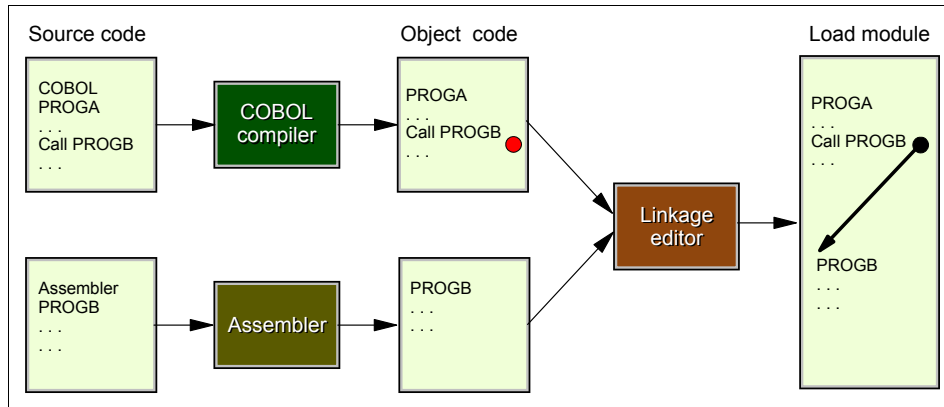 Source code
COBOL
PROGA
. . .
Call PROGB
. . .
COBOL
compiler
Object code
PROGA
. . .
Call PROGB
. . .
Load module
PROGA
. . .
Call PROGB
. . .
PROGB
. . .
. . .
Linkage
editor
Assembler
PROGB
. . .
. . .
Assembler
PROGB
. . .
. . .